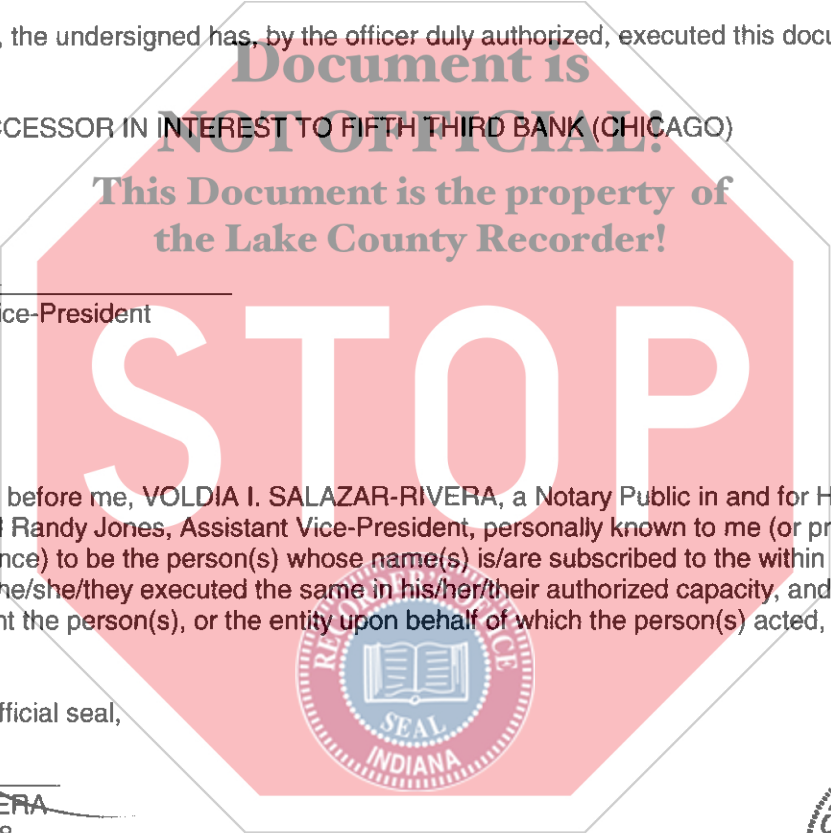 , the undersigned has, by the officer duly authorized, executed this docu
Document is
CCESSOR IN INTEREST TO FIFTH THIRD BANK (CHICAGO)
NOT OFFICIAL!
This Document is the property of
the Lake County Recorder!
ice-President
STOP
before me, VOLDIA I. SALAZAR-RIVERA, a Notary Public in and for H
Randy Jones, Assistant Vice-President, personally known to me (or pr
nce) to be the person(s) whose name(s) is/are subscribed to the within
he/she/they executed the same in his/her/their authorized capacity, and
nt the person(s), or the entity upon behalf of which the person(s) acted,
RECORDER'S OFFICE
SEAL
INDIANA
fficial seal,
ERA